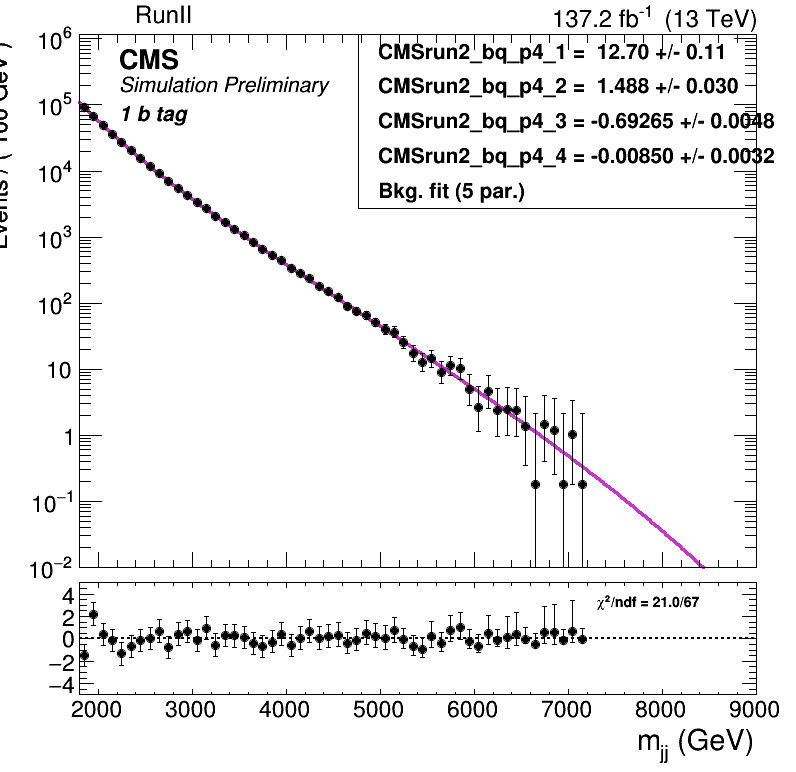 RunII
137.2 fb⁻¹ (13 TeV)
CMS
Simulation Preliminary
1 b tag
CMSrun2_bq_p4_1 = 12.70 +/- 0.11
CMSrun2_bq_p4_2 = 1.488 +/- 0.030
CMSrun2_bq_p4_3 = -0.69265 +/- 0.0048
CMSrun2_bq_p4_4 = -0.00850 +/- 0.0032
Bkg. fit (5 par.)
Events / ( 100 GeV )
10⁶
10⁵
10⁴
10³
10²
10
1
10⁻¹
10⁻²
χ²/ndf = 21.0/67
4
2
0
−2
−4
2000 3000 4000 5000 6000 7000 8000 9000
m_jj (GeV)